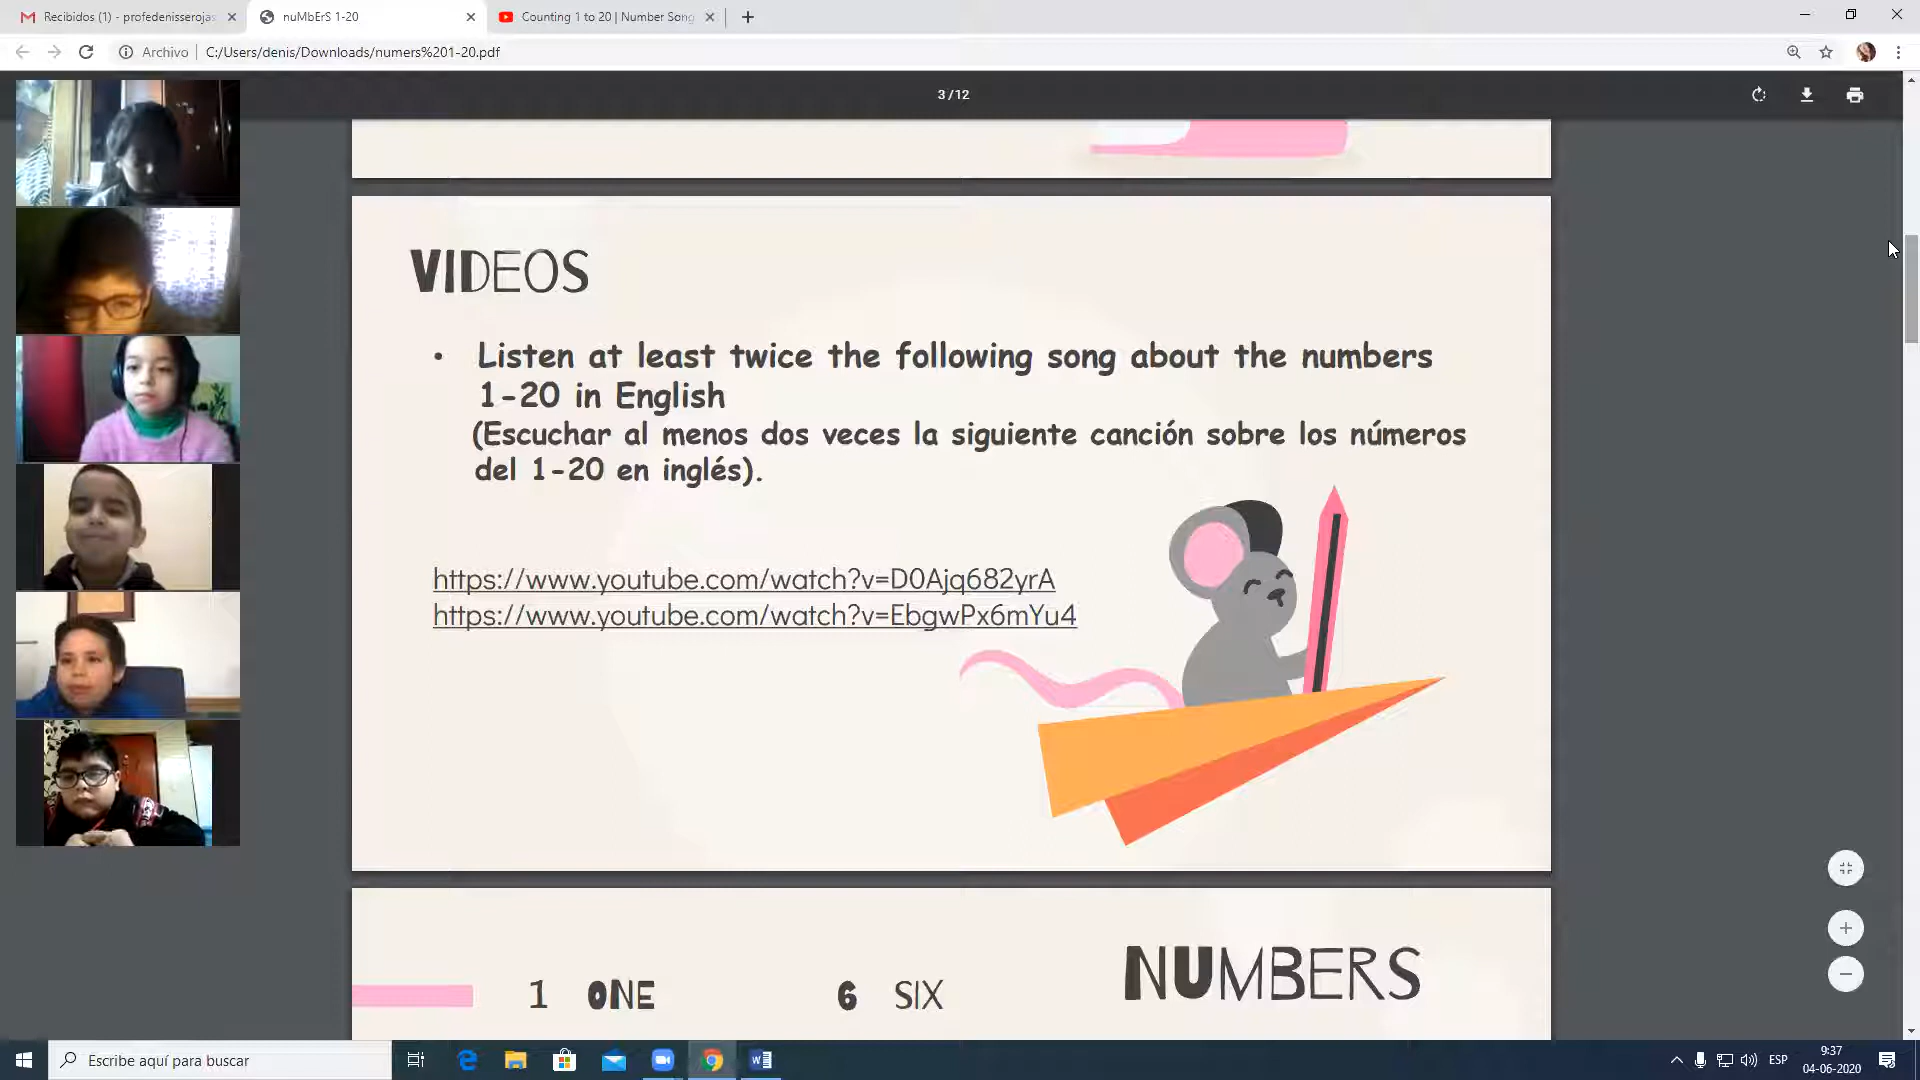 Recibidos (1) - profedenisserojas
nuMbErS 1-20
Counting 1 to 20 | Number Song
Archivo
C:/Users/denis/Downloads/numers%201-20.pdf
3/12
VIDEOS
• Listen at least twice the following song about the numbers
1-20 in English
(Escuchar al menos dos veces la siguiente canción sobre los números
del 1-20 en inglés).
https://www.youtube.com/watch?v=D0Ajq682yrA
https://www.youtube.com/watch?v=EbgwPx6mYu4
NUMBERS
1 ONE 6 SIX
Escribe aquí para buscar
ESP
9:37
04-06-2020